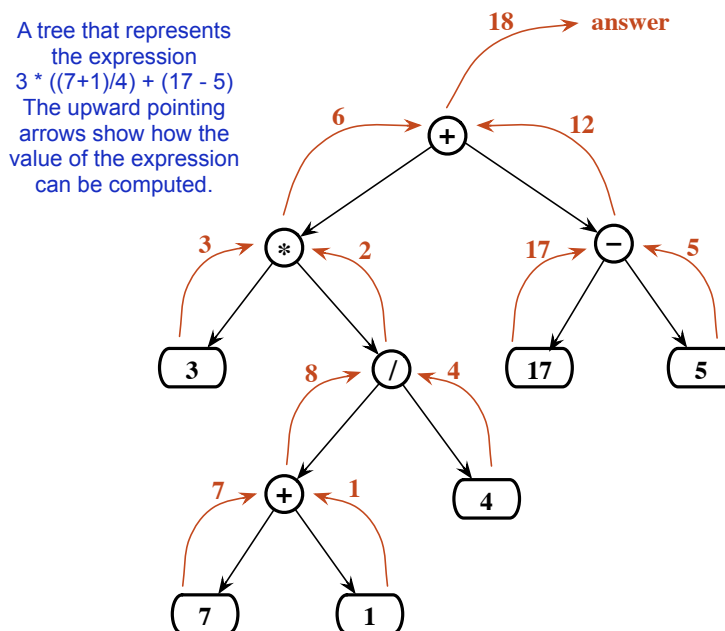 A tree that represents
the expression
3 * ((7+1)/4) + (17 - 5)
The upward pointing
arrows show how the
value of the expression
can be computed.
18 answer
6
+
12
3
*
2
17
−
5
3
8
/
4
17
5
7
+
1
4
7
1